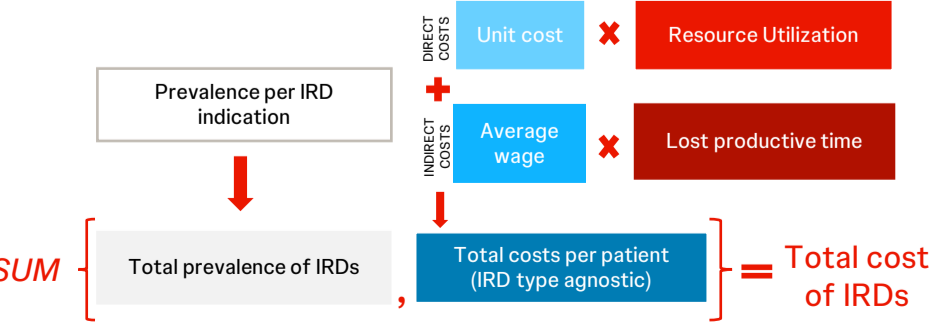 DIRECT
COSTS
Unit cost
Resource Utilization
Prevalence per IRD
indication
INDIRECT
COSTS
Average
wage
Lost productive time
SUM
Total prevalence of IRDs
,
Total costs per patient
(IRD type agnostic)
=
Total cost
of IRDs